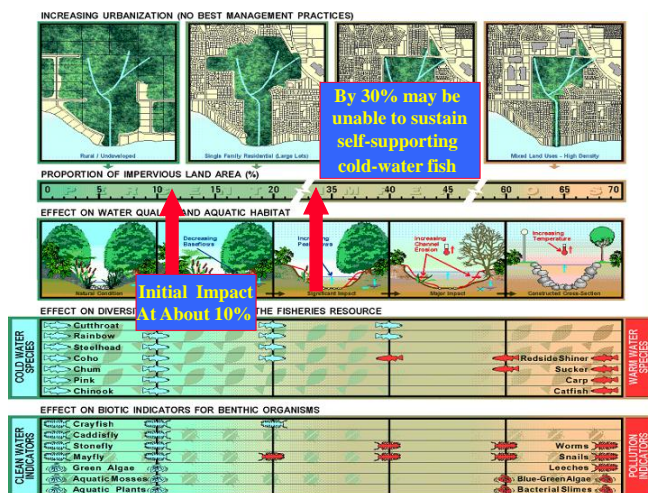 INCREASING URBANIZATION (NO BEST MANAGEMENT PRACTICES)
Rural / Undeveloped
Single Family Residential (Large Lots)
Mixed Land Uses - High Density
By 30% may be
unable to sustain
self-supporting
cold-water fish
PROPORTION OF IMPERVIOUS LAND AREA (%)
0 5 10 15 20 35 40 60 65 70
EFFECT ON WATER AND AQUATIC HABITAT
Decreasing
Baseflows
Increasing
Increasing
Channel
Erosion
Increasing
Temperature
Natural Condition
Significant Impact
Major Impact
Constructed Cross-Section
Initial Impact
At About 10%
EFFECT ON THE FISHERIES RESOURCE
COLD WATER
SPECIES
Cutthroat
Rainbow
Steelhead
Coho
Chum
Pink
Chinook
Redside Shiner
Sucker
Carp
Catfish
WARM WATER
SPECIES
EFFECT ON BIOTIC INDICATORS FOR BENTHIC ORGANISMS
CLEAN WATER
INDICATORS
Crayfish
Caddisfly
Stonefly
Mayfly
Green Algae
Aquatic Mosses
Aquatic Plants
Worms
Snails
Leeches
Blue-Green Algae
Bacterial Slimes
POLLUTION
INDICATORS